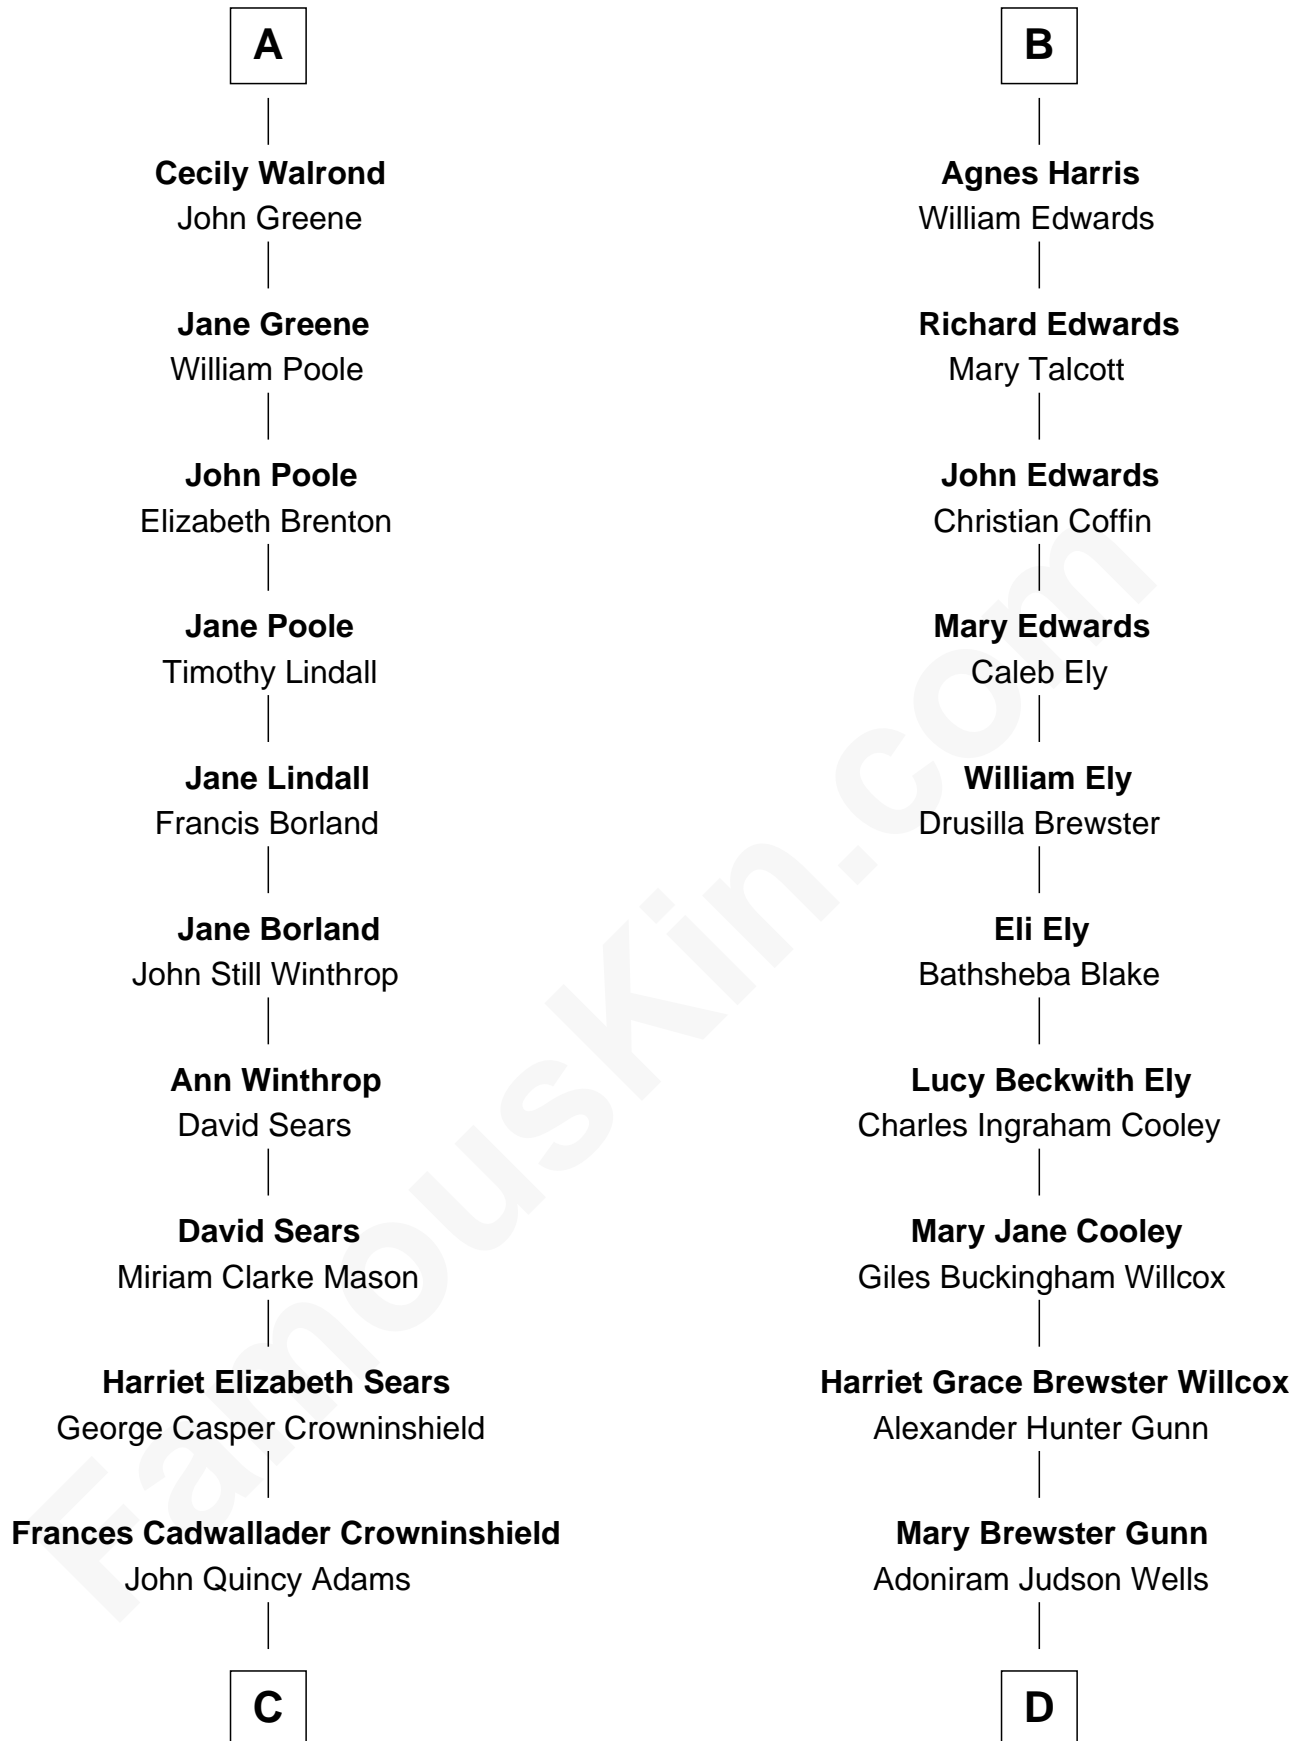 A
Cecily Walrond
John Greene
Jane Greene
William Poole
John Poole
Elizabeth Brenton
Jane Poole
Timothy Lindall
Jane Lindall
Francis Borland
Jane Borland
John Still Winthrop
Ann Winthrop
David Sears
David Sears
Miriam Clarke Mason
Harriet Elizabeth Sears
George Casper Crowninshield
Frances Cadwallader Crowninshield
John Quincy Adams
C
B
Agnes Harris
William Edwards
Richard Edwards
Mary Talcott
John Edwards
Christian Coffin
Mary Edwards
Caleb Ely
William Ely
Drusilla Brewster
Eli Ely
Bathsheba Blake
Lucy Beckwith Ely
Charles Ingraham Cooley
Mary Jane Cooley
Giles Buckingham Willcox
Harriet Grace Brewster Willcox
Alexander Hunter Gunn
Mary Brewster Gunn
Adoniram Judson Wells
D
FamousKin.com